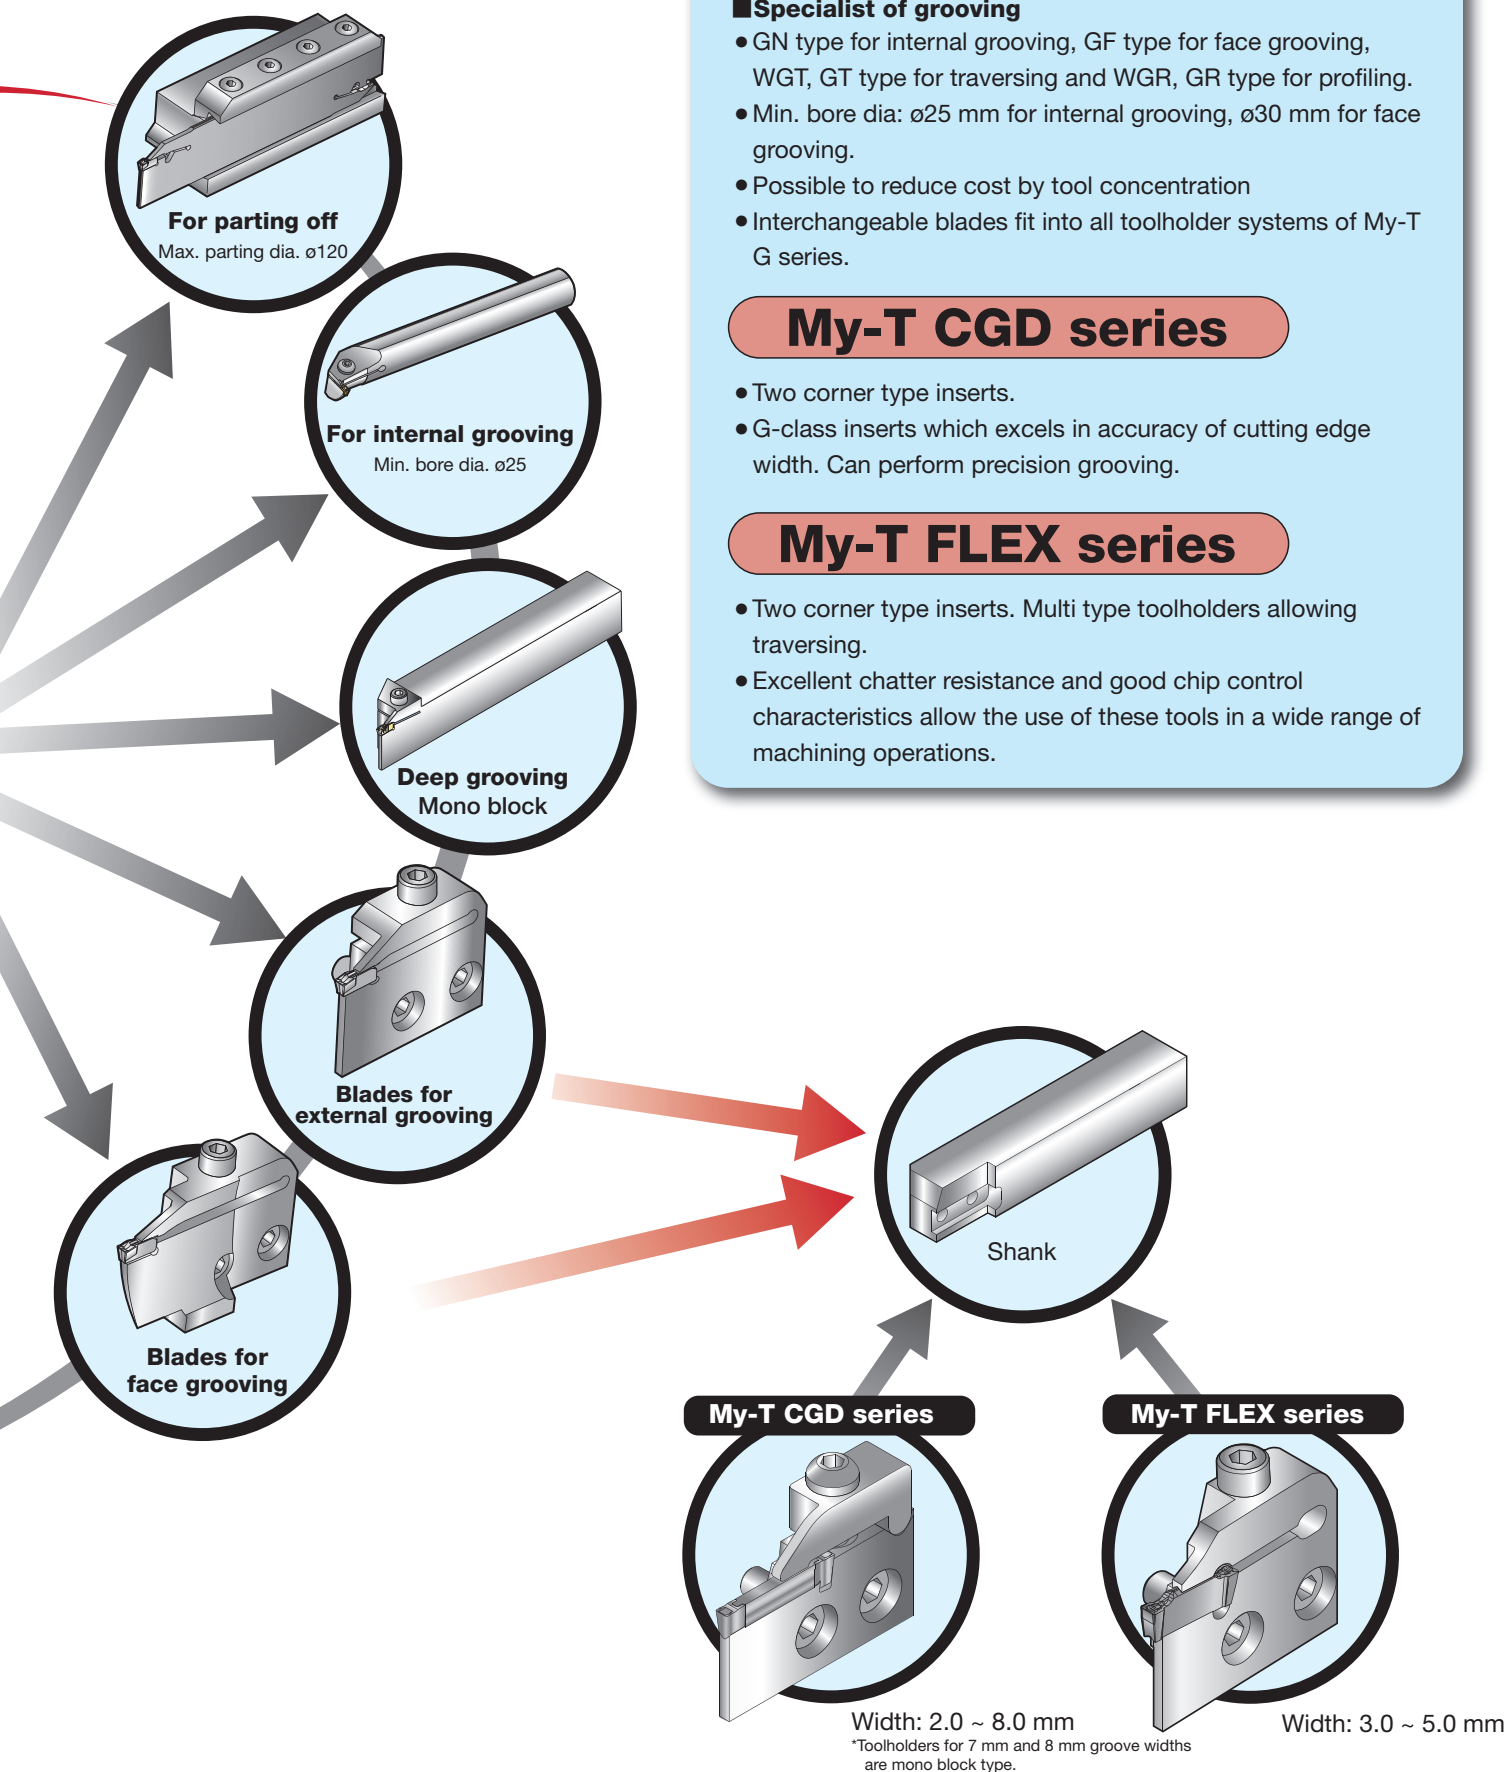 ■Specialist of grooving
●GN type for internal grooving, GF type for face grooving,
WGT, GT type for traversing and WGR, GR type for profiling.
●Min. bore dia: ø25 mm for internal grooving, ø30 mm for face
grooving.
●Possible to reduce cost by tool concentration
●Interchangeable blades fit into all toolholder systems of My-T
G series.
My-T CGD series
●Two corner type inserts.
●G-class inserts which excels in accuracy of cutting edge
width. Can perform precision grooving.
My-T FLEX series
●Two corner type inserts. Multi type toolholders allowing
traversing.
●Excellent chatter resistance and good chip control
characteristics allow the use of these tools in a wide range of
machining operations.
For parting off
Max. parting dia. ø120
For internal grooving
Min. bore dia. ø25
Deep grooving
Mono block
Blades for
external grooving
Blades for
face grooving
Shank
My-T CGD series
Width: 2.0 ~ 8.0 mm
*Toolholders for 7 mm and 8 mm groove widths
are mono block type.
My-T FLEX series
Width: 3.0 ~ 5.0 mm